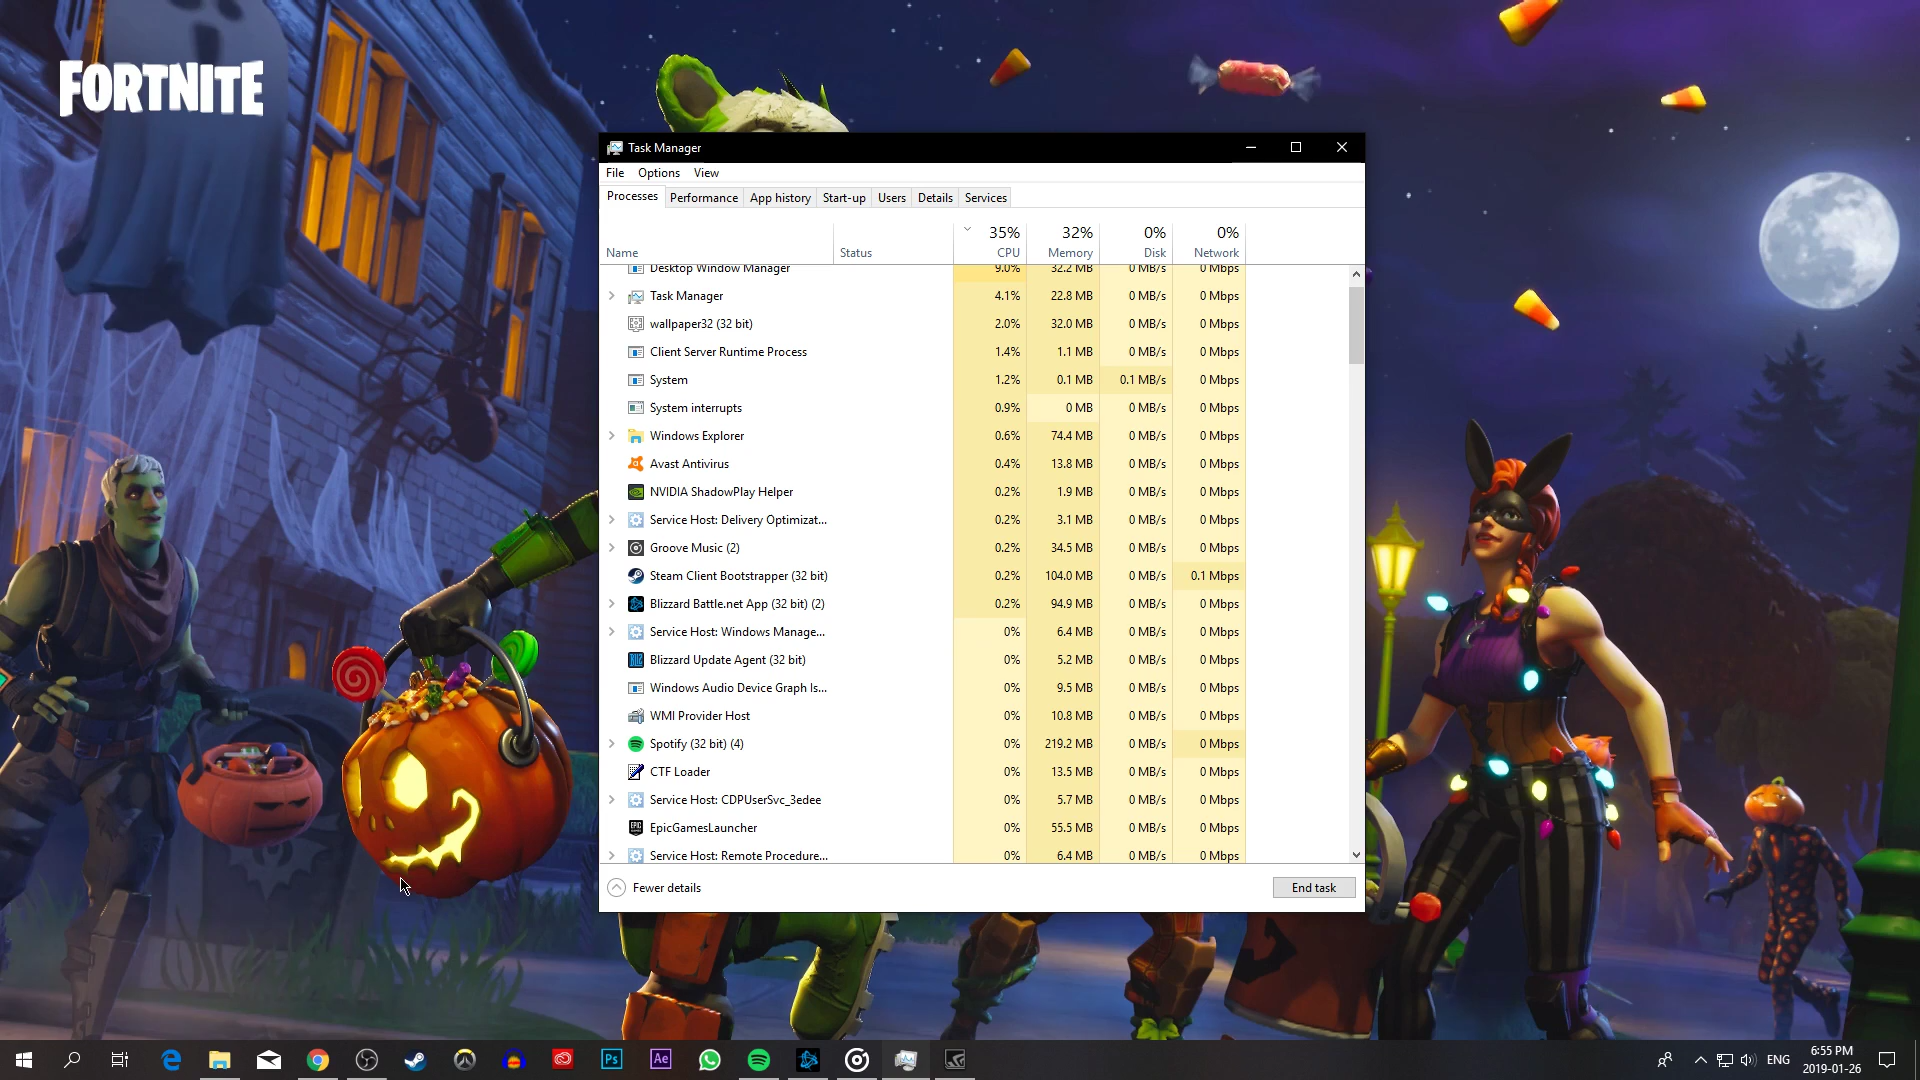 FORTNITE
Task Manager
File Options View
Processes Performance App history Start-up Users Details Services
35% 32% 0% 0%
Name Status CPU Memory Disk Network
Desktop Window Manager 9.0% 32.2 MB 0 MB/s 0 Mbps
Task Manager 4.1% 22.8 MB 0 MB/s 0 Mbps
wallpaper32 (32 bit) 2.0% 32.0 MB 0 MB/s 0 Mbps
Client Server Runtime Process 1.4% 1.1 MB 0 MB/s 0 Mbps
System 1.2% 0.1 MB 0.1 MB/s 0 Mbps
System interrupts 0.9% 0 MB 0 MB/s 0 Mbps
Windows Explorer 0.6% 74.4 MB 0 MB/s 0 Mbps
Avast Antivirus 0.4% 13.8 MB 0 MB/s 0 Mbps
NVIDIA ShadowPlay Helper 0.2% 1.9 MB 0 MB/s 0 Mbps
Service Host: Delivery Optimizat... 0.2% 3.1 MB 0 MB/s 0 Mbps
Groove Music (2) 0.2% 34.5 MB 0 MB/s 0 Mbps
Steam Client Bootstrapper (32 bit) 0.2% 104.0 MB 0 MB/s 0.1 Mbps
Blizzard Battle.net App (32 bit) (2) 0.2% 94.9 MB 0 MB/s 0 Mbps
Service Host: Windows Manage... 0% 6.4 MB 0 MB/s 0 Mbps
Blizzard Update Agent (32 bit) 0% 5.2 MB 0 MB/s 0 Mbps
Windows Audio Device Graph Is... 0% 9.5 MB 0 MB/s 0 Mbps
WMI Provider Host 0% 10.8 MB 0 MB/s 0 Mbps
Spotify (32 bit) (4) 0% 219.2 MB 0 MB/s 0 Mbps
CTF Loader 0% 13.5 MB 0 MB/s 0 Mbps
Service Host: CDPUserSvc_3edee 0% 5.7 MB 0 MB/s 0 Mbps
EpicGamesLauncher 0% 55.5 MB 0 MB/s 0 Mbps
Service Host: Remote Procedure... 0% 6.4 MB 0 MB/s 0 Mbps
Fewer details End task
Ps Ae ENG 6:55 PM
2019-01-26